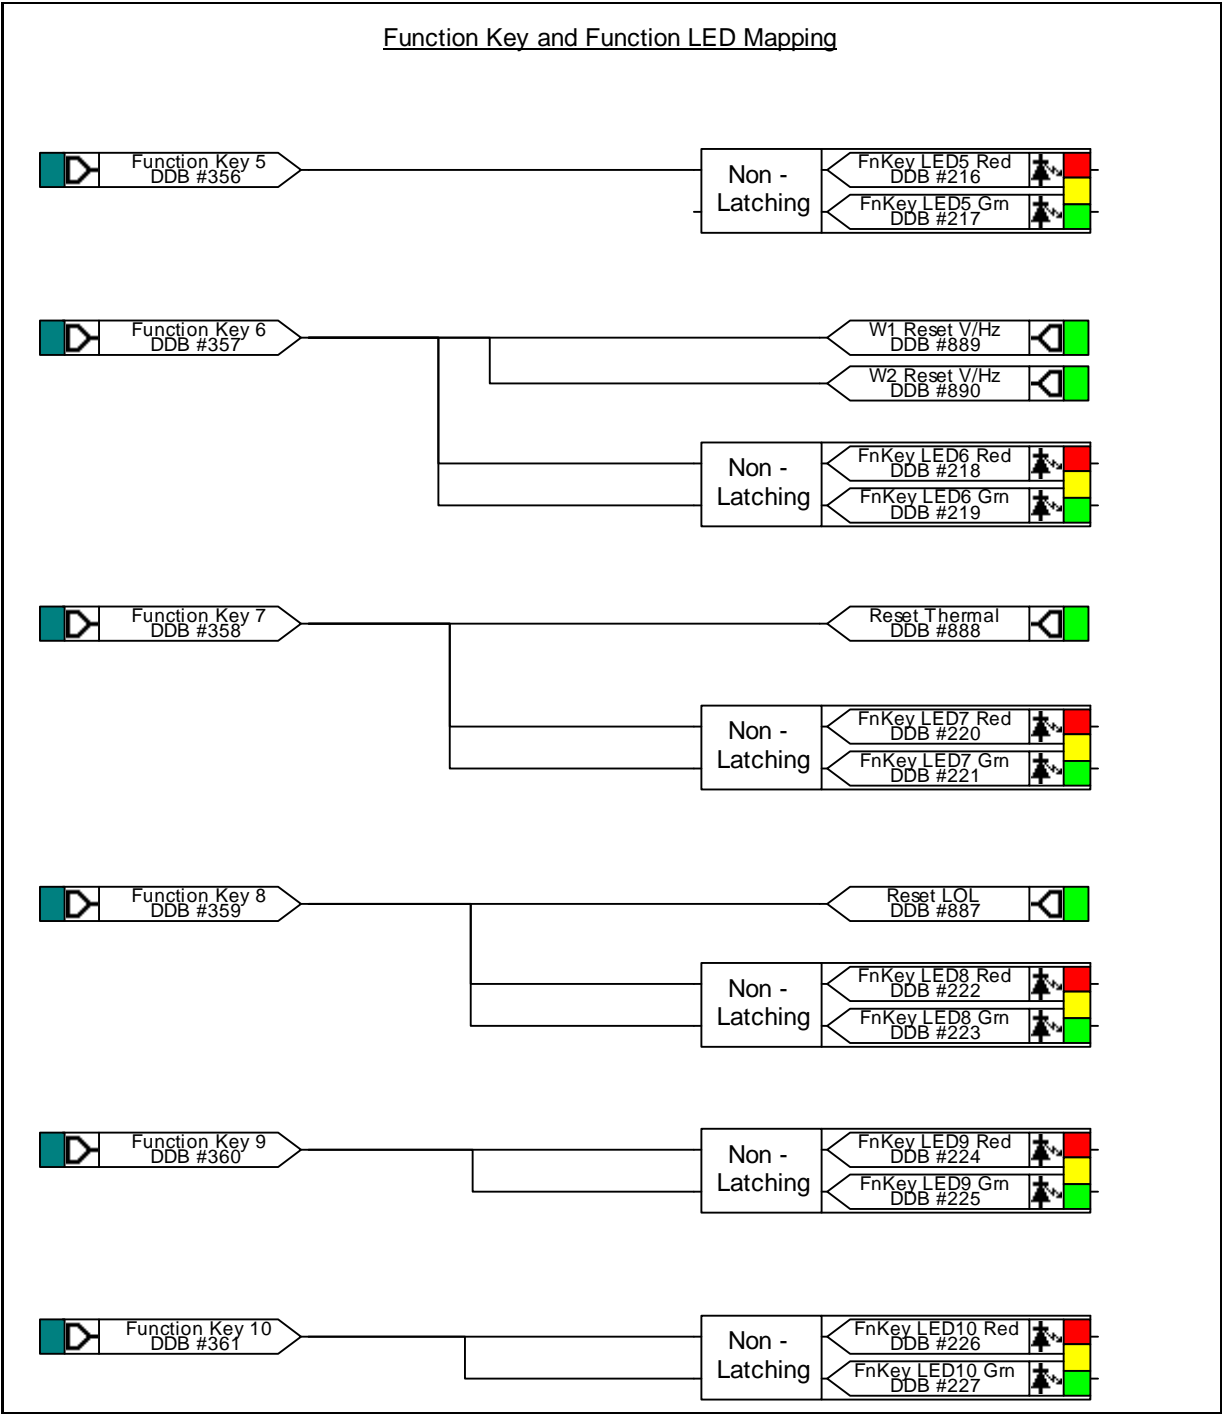 Function Key and Function LED Mapping
Function Key 5
DDB #356
Non -
Latching
FnKey LED5 Red
DDB #216
FnKey LED5 Grn
DDB #217
Function Key 6
DDB #357
W1 Reset V/Hz
DDB #889
W2 Reset V/Hz
DDB #890
Non -
Latching
FnKey LED6 Red
DDB #218
FnKey LED6 Grn
DDB #219
Function Key 7
DDB #358
Reset Thermal
DDB #888
Non -
Latching
FnKey LED7 Red
DDB #220
FnKey LED7 Grn
DDB #221
Function Key 8
DDB #359
Reset LOL
DDB #887
Non -
Latching
FnKey LED8 Red
DDB #222
FnKey LED8 Grn
DDB #223
Function Key 9
DDB #360
Non -
Latching
FnKey LED9 Red
DDB #224
FnKey LED9 Grn
DDB #225
Function Key 10
DDB #361
Non -
Latching
FnKey LED10 Red
DDB #226
FnKey LED10 Grn
DDB #227